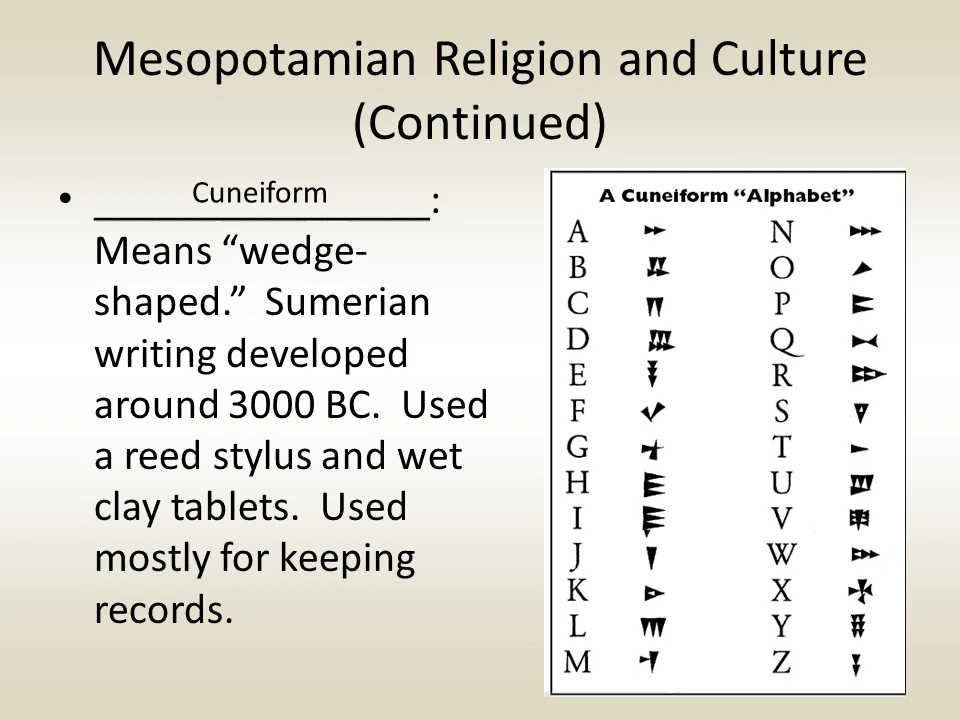 Mesopotamian Religion and Culture
(Continued)
• ________________:
Cuneiform
Means “wedge-
shaped.” Sumerian
writing developed
around 3000 BC. Used
a reed stylus and wet
clay tablets. Used
mostly for keeping
records.
A Cuneiform “Alphabet”
A N
B O
C P
D Q
E R
F S
G T
H U
I V
J W
K X
L Y
M Z